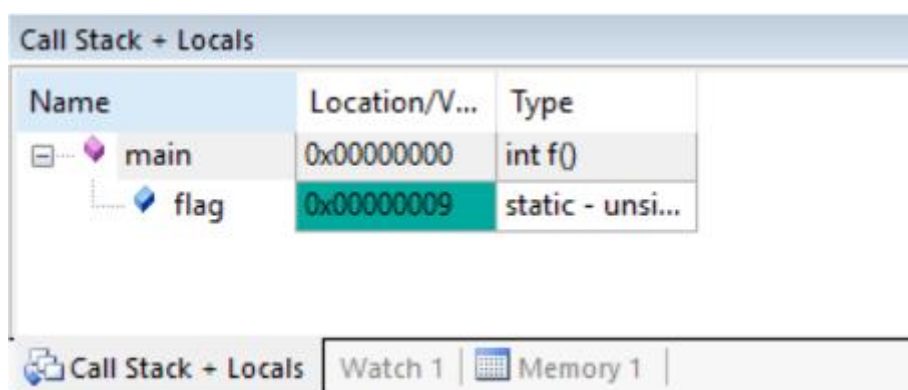 Call Stack + Locals
Name Location/V... Type
main 0x00000000 int f()
flag 0x00000009 static - unsi...
Call Stack + Locals Watch 1 Memory 1